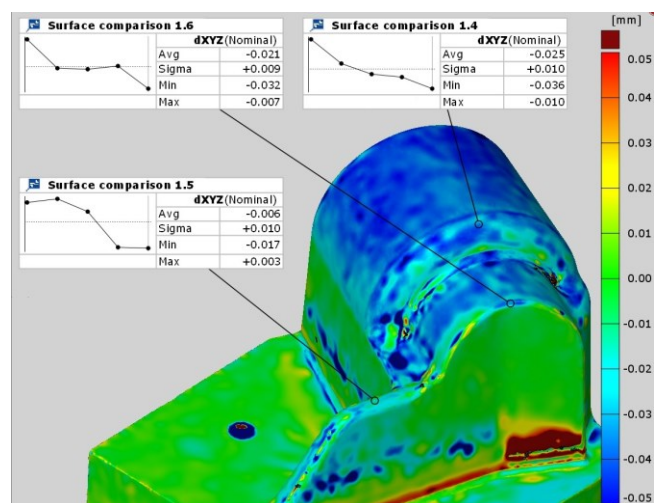 Surface comparison 1.6
dXYZ(Nominal)
Avg -0.021
Sigma +0.009
Min -0.032
Max -0.007
Surface comparison 1.4
dXYZ(Nominal)
Avg -0.025
Sigma +0.010
Min -0.036
Max -0.010
Surface comparison 1.5
dXYZ(Nominal)
Avg -0.006
Sigma +0.010
Min -0.017
Max +0.003
[mm]
0.05
0.04
0.03
0.02
0.01
0.00
-0.01
-0.02
-0.03
-0.04
-0.05